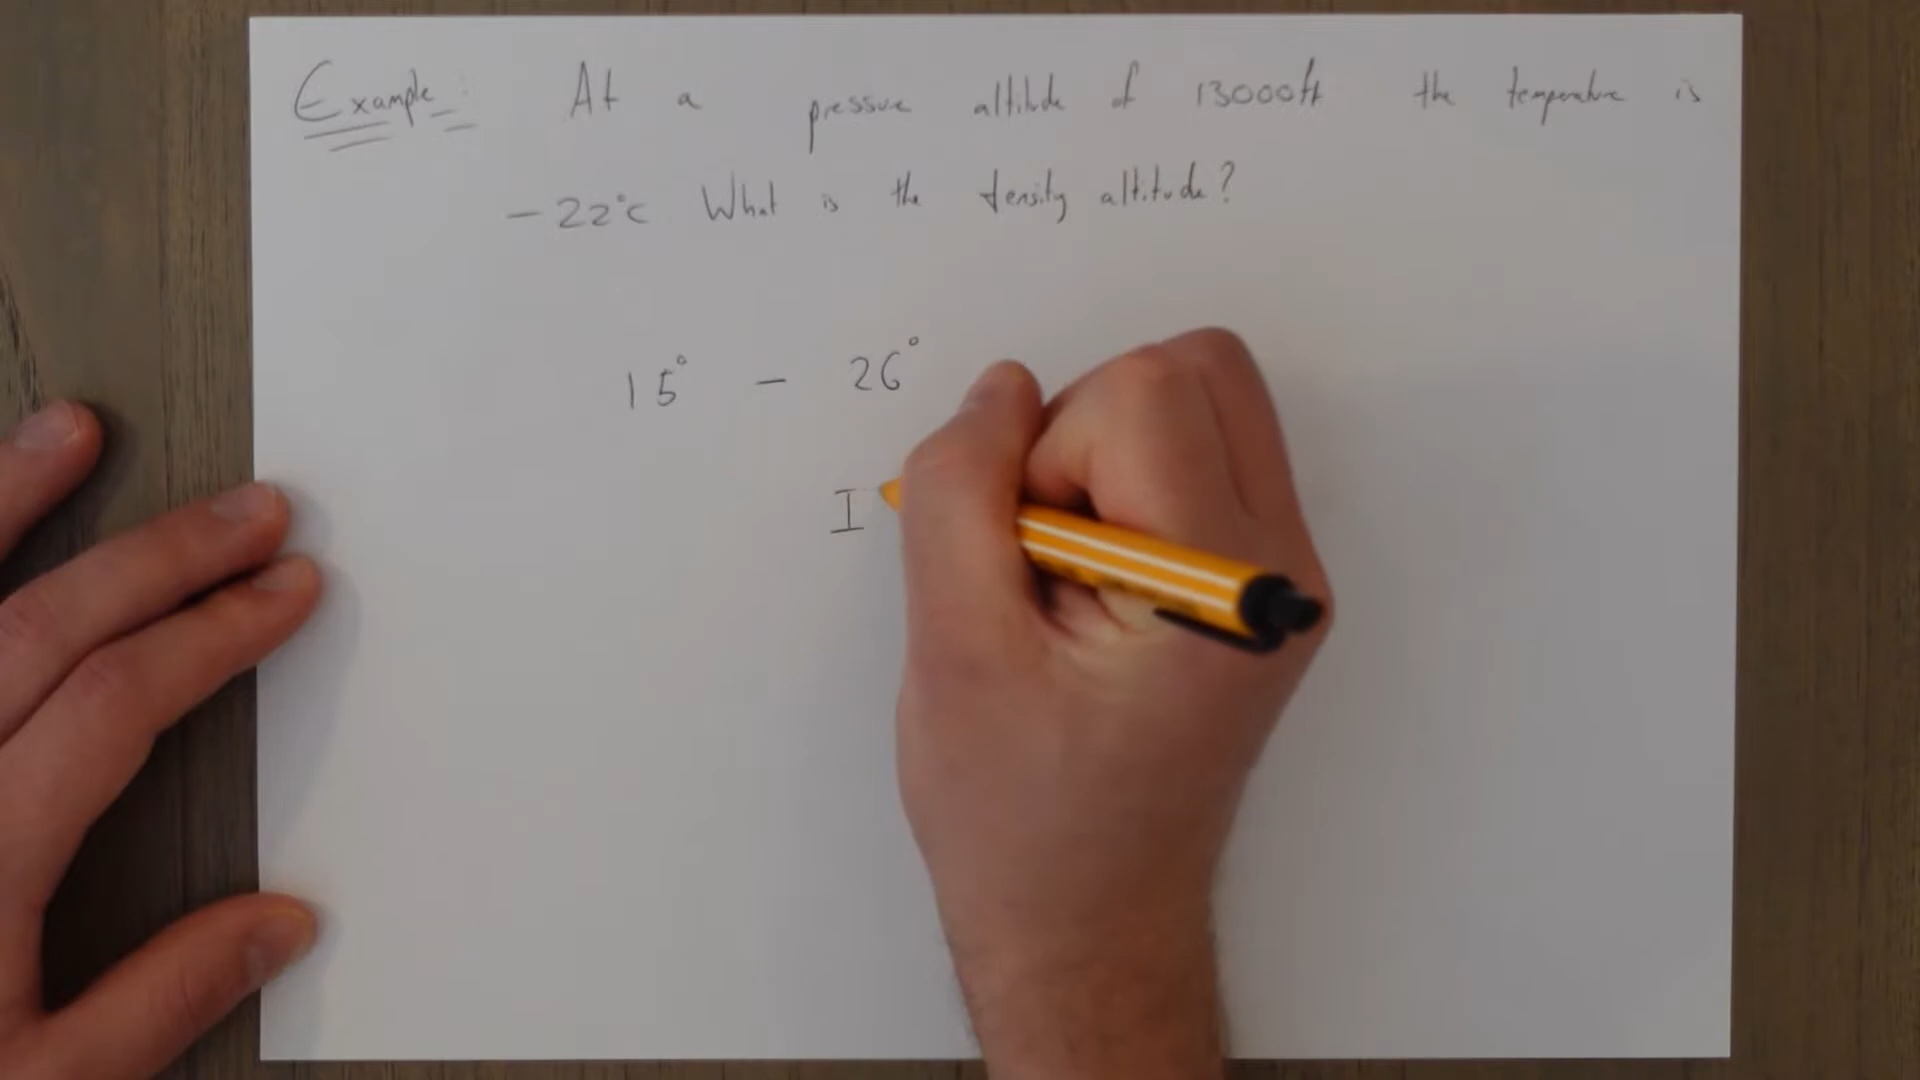 Example: At a pressure altitude of 13000ft the temperature is
-22°c What is the density altitude?
15° - 26°
I